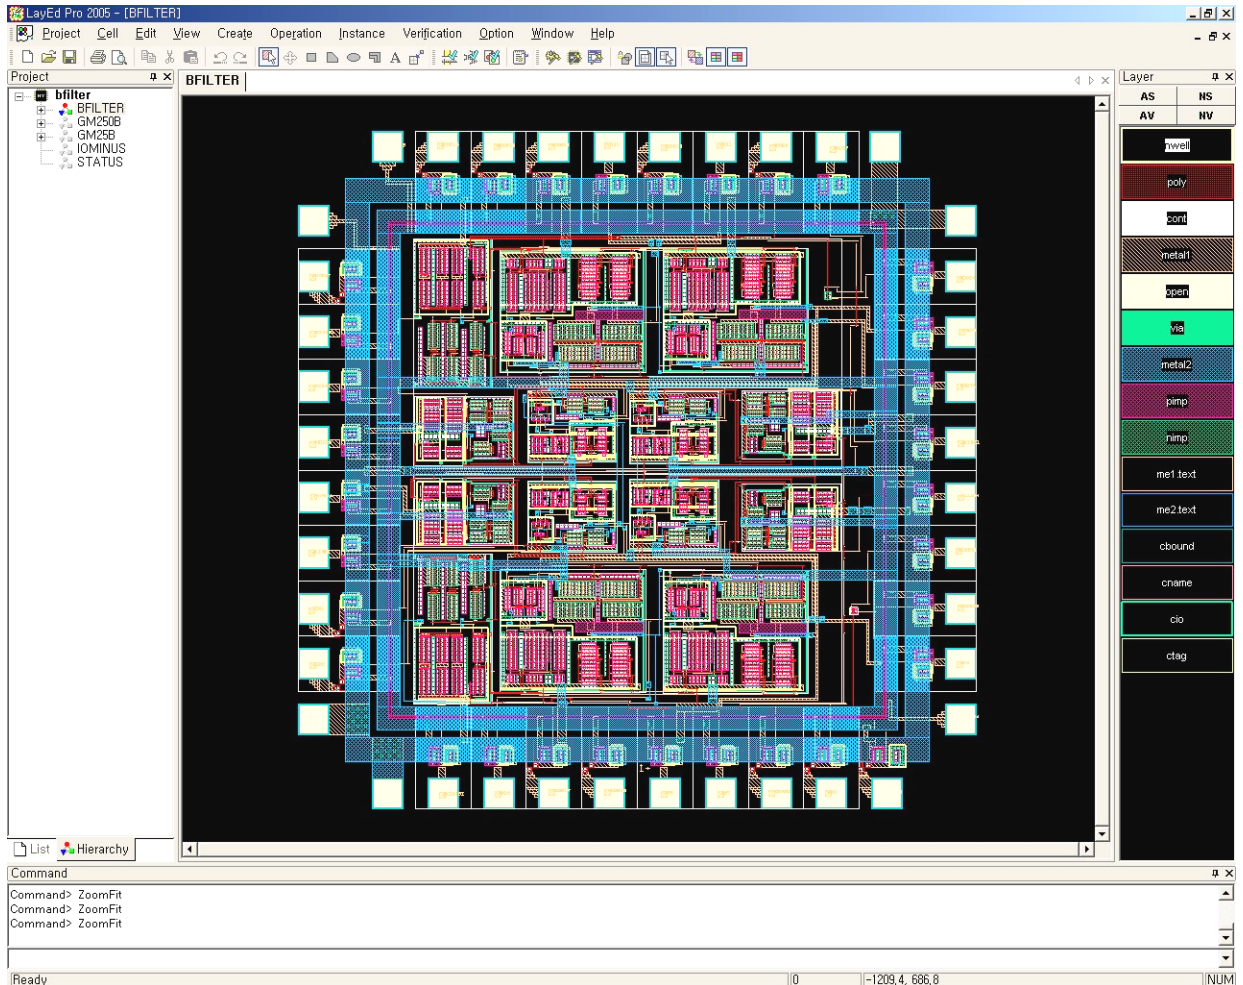 LayEd Pro 2005 - [BFILTER]
Project Cell Edit View Create Operation Instance Verification Option Window Help
Project
bfilter
BFILTER
GM250B
GM25B
IOMINUS
STATUS
List Hierarchy
BFILTER
Layer
AS NS
AV NV
nwell
poly
cont
metal1
open
via
metal2
pimp
nimp
me1.text
me2.text
cbound
cname
cio
ctag
Command
Command> ZoomFit
Command> ZoomFit
Command> ZoomFit
Ready 0 -1209,4, 686,8 NUM